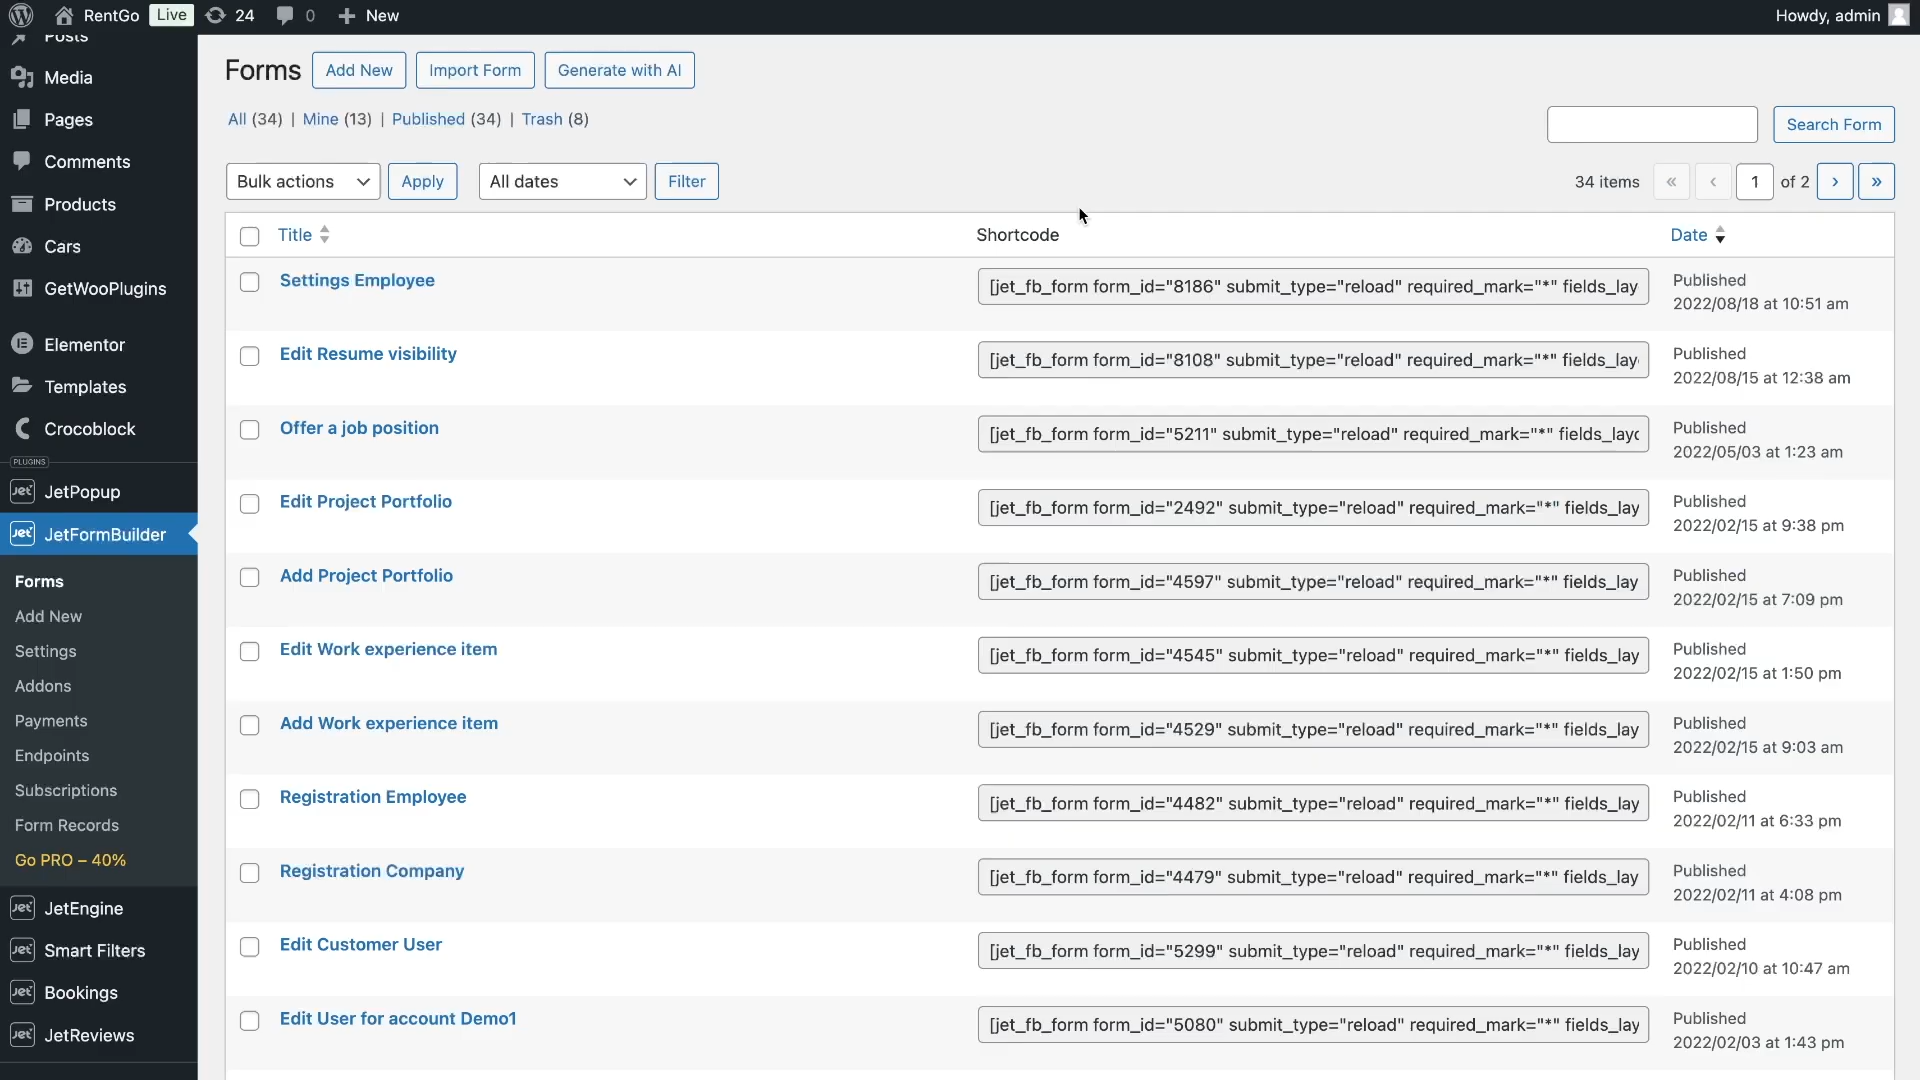 RentGo Live 24 0 New Howdy, admin
Posts
Media
Pages
Comments
Products
Cars
GetWooPlugins
Elementor
Templates
Crocoblock
PLUGINS
JetPopup
JetFormBuilder
Forms
Add New
Settings
Addons
Payments
Endpoints
Subscriptions
Form Records
Go PRO – 40%
JetEngine
Smart Filters
Bookings
JetReviews
Forms Add New Import Form Generate with AI
All (34) | Mine (13) | Published (34) | Trash (8)
Search Form
Bulk actions Apply All dates Filter 34 items « ‹ 1 of 2 › »
Title Shortcode Date
Settings Employee [jet_fb_form form_id="8186" submit_type="reload" required_mark="*" fields_lay Published
2022/08/18 at 10:51 am
Edit Resume visibility [jet_fb_form form_id="8108" submit_type="reload" required_mark="*" fields_lay Published
2022/08/15 at 12:38 am
Offer a job position [jet_fb_form form_id="5211" submit_type="reload" required_mark="*" fields_layo Published
2022/05/03 at 1:23 am
Edit Project Portfolio [jet_fb_form form_id="2492" submit_type="reload" required_mark="*" fields_lay Published
2022/02/15 at 9:38 pm
Add Project Portfolio [jet_fb_form form_id="4597" submit_type="reload" required_mark="*" fields_lay Published
2022/02/15 at 7:09 pm
Edit Work experience item [jet_fb_form form_id="4545" submit_type="reload" required_mark="*" fields_lay Published
2022/02/15 at 1:50 pm
Add Work experience item [jet_fb_form form_id="4529" submit_type="reload" required_mark="*" fields_lay Published
2022/02/15 at 9:03 am
Registration Employee [jet_fb_form form_id="4482" submit_type="reload" required_mark="*" fields_lay Published
2022/02/11 at 6:33 pm
Registration Company [jet_fb_form form_id="4479" submit_type="reload" required_mark="*" fields_lay Published
2022/02/11 at 4:08 pm
Edit Customer User [jet_fb_form form_id="5299" submit_type="reload" required_mark="*" fields_lay Published
2022/02/10 at 10:47 am
Edit User for account Demo1 [jet_fb_form form_id="5080" submit_type="reload" required_mark="*" fields_lay Published
2022/02/03 at 1:43 pm